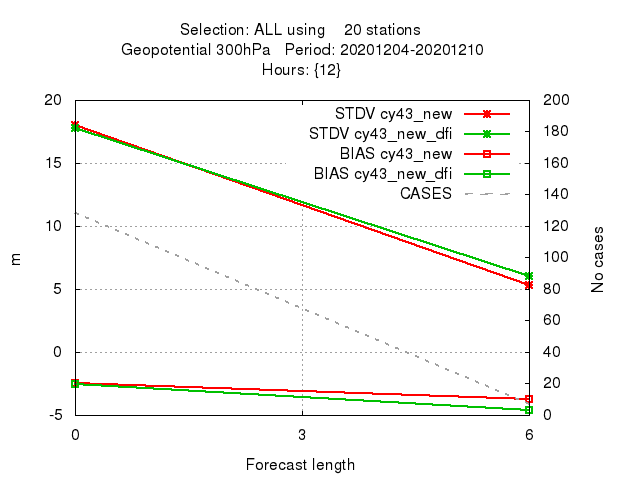 Selection: ALL using    20 stations
Geopotential 300hPa   Period: 20201204-20201210
Hours: {12}
STDV cy43_new
STDV cy43_new_dfi
BIAS cy43_new
BIAS cy43_new_dfi
CASES
20
15
10
5
0
-5
m
200
180
160
140
120
100
80
60
40
20
0
No cases
0 3 6
Forecast length